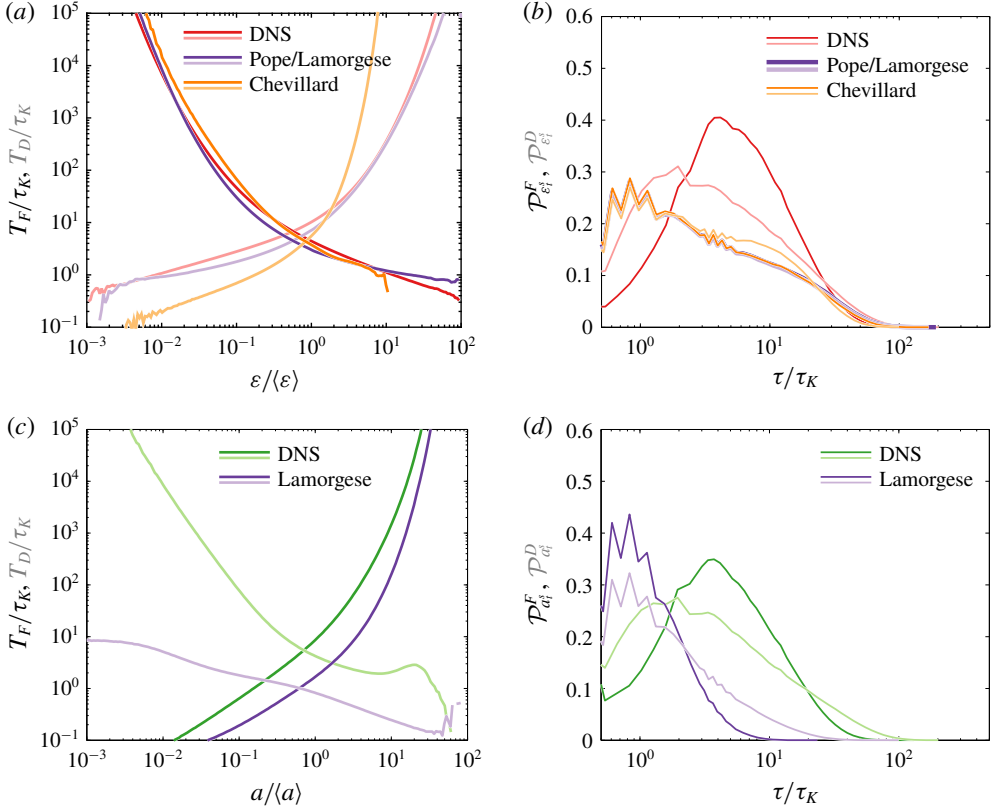 (a)
10^5
10^4
10^3
10^2
10^1
10^0
10^{-1}
T_F/τ_K, T_D/τ_K
DNS
Pope/Lamorgese
Chevillard
10^{-3} 10^{-2} 10^{-1} 10^0 10^1 10^2
ε/⟨ε⟩
(b)
0.6
0.5
0.4
0.3
0.2
0.1
0
𝒫^F_{ε^s_i}, 𝒫^D_{ε^s_i}
DNS
Pope/Lamorgese
Chevillard
10^0 10^1 10^2
τ/τ_K
(c)
10^5
10^4
10^3
10^2
10^1
10^0
10^{-1}
T_F/τ_K, T_D/τ_K
DNS
Lamorgese
10^{-3} 10^{-2} 10^{-1} 10^0 10^1 10^2
a/⟨a⟩
(d)
0.6
0.5
0.4
0.3
0.2
0.1
0
𝒫^F_{a^s_i}, 𝒫^D_{a^s_i}
DNS
Lamorgese
10^0 10^1 10^2
τ/τ_K